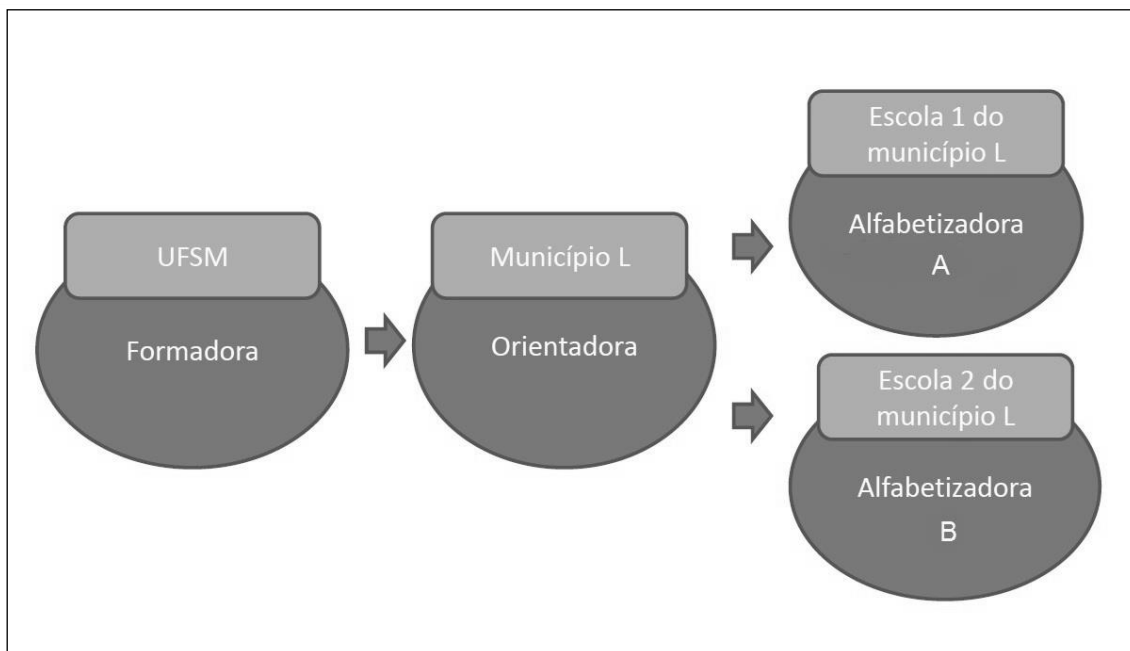 UFSM
Formadora
Município L
Orientadora
Escola 1 do
município L
Alfabetizadora
A
Escola 2 do
município L
Alfabetizadora
B